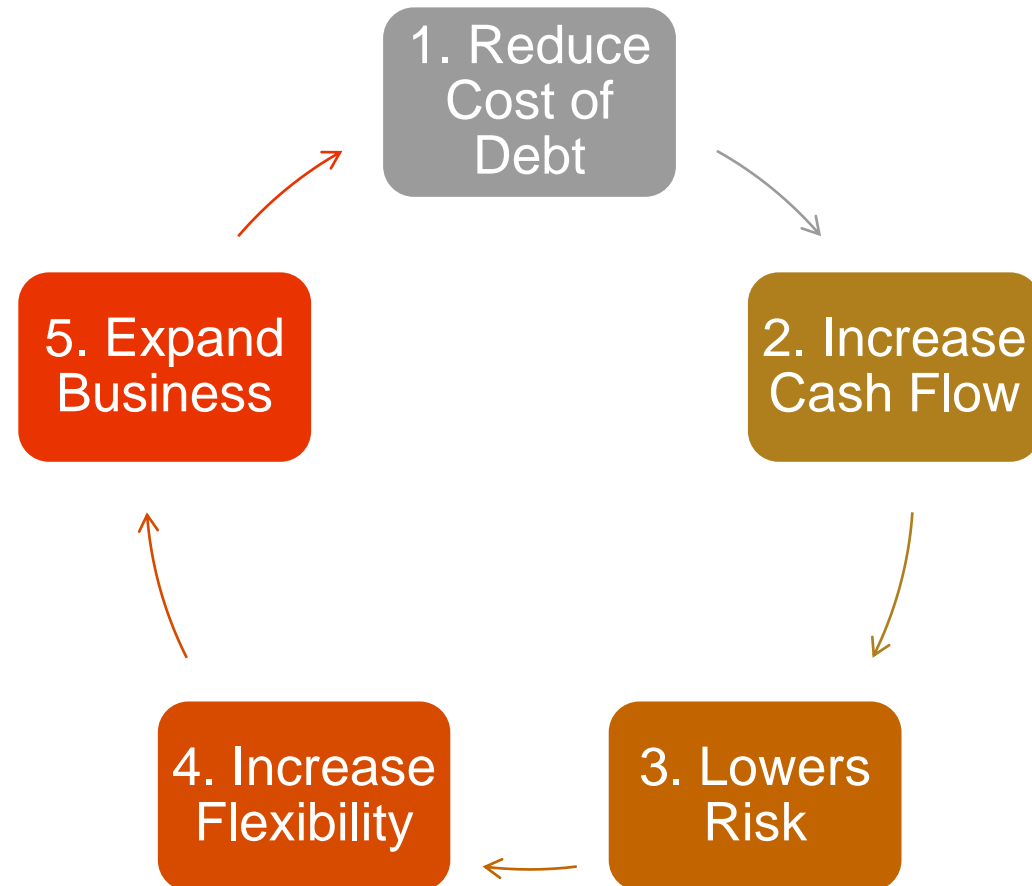 1. Reduce
Cost of
Debt
2. Increase
Cash Flow
3. Lowers
Risk
4. Increase
Flexibility
5. Expand
Business